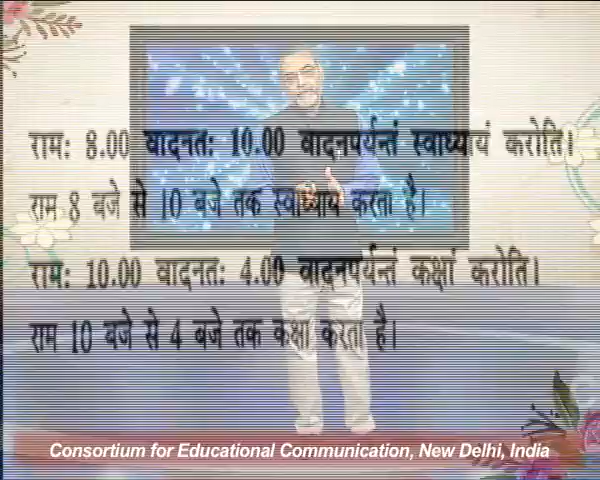 रामः 8.00 वादनतः 10.00 वादनपर्यन्तं स्वाध्यायं करोति।
राम 8 बजे से 10 बजे तक स्वाध्याय करता है।
रामः 10.00 वादनतः 4.00 वादनपर्यन्तं कक्षां करोति।
राम 10 बजे से 4 बजे तक कक्षा करता है।
Consortium for Educational Communication, New Delhi, India